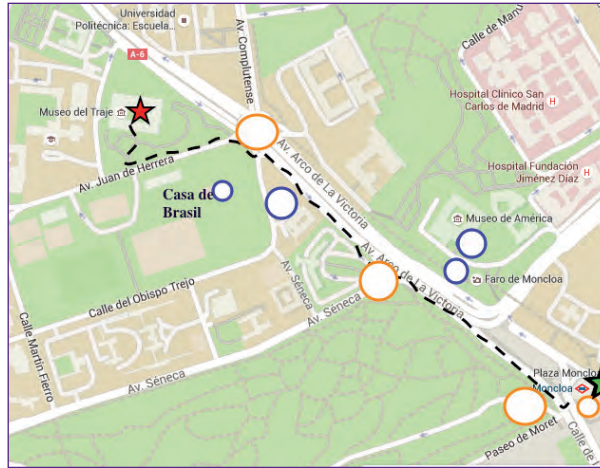 Universidad
Politécnica: Escuela...
A-6
Av. Complutense
Calle de Manu
Hospital Clínico San
Carlos de Madrid
H
Museo del Traje
Av. Juan de Herrera
Av. Arco de La Victoria
Hospital Fundación
Jiménez Díaz
H
Casa de
Brasil
Museo de América
Av. Arco de La Victoria
Av. Séneca
Faro de Moncloa
Calle del Obispo Trejo
Av. Séneca
Calle Martín Fierro
Av. Séneca
Plaza Monclo
Moncloa
Paseo de Moret
Calle de